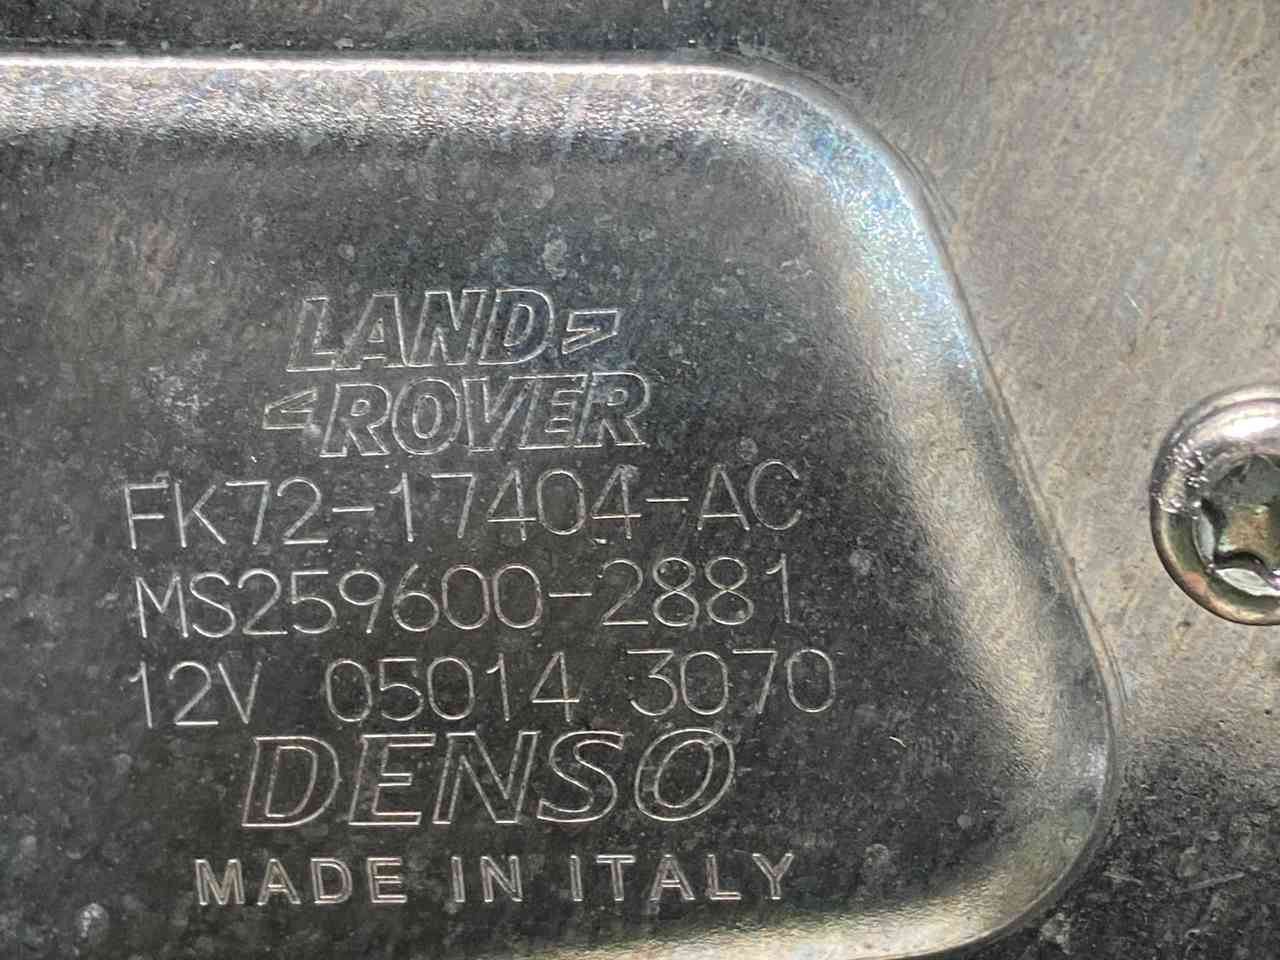 LAND
ROVER
FK72-17404-AC
MS259600-2881
12V 05014 3070
DENSO
MADE IN ITALY